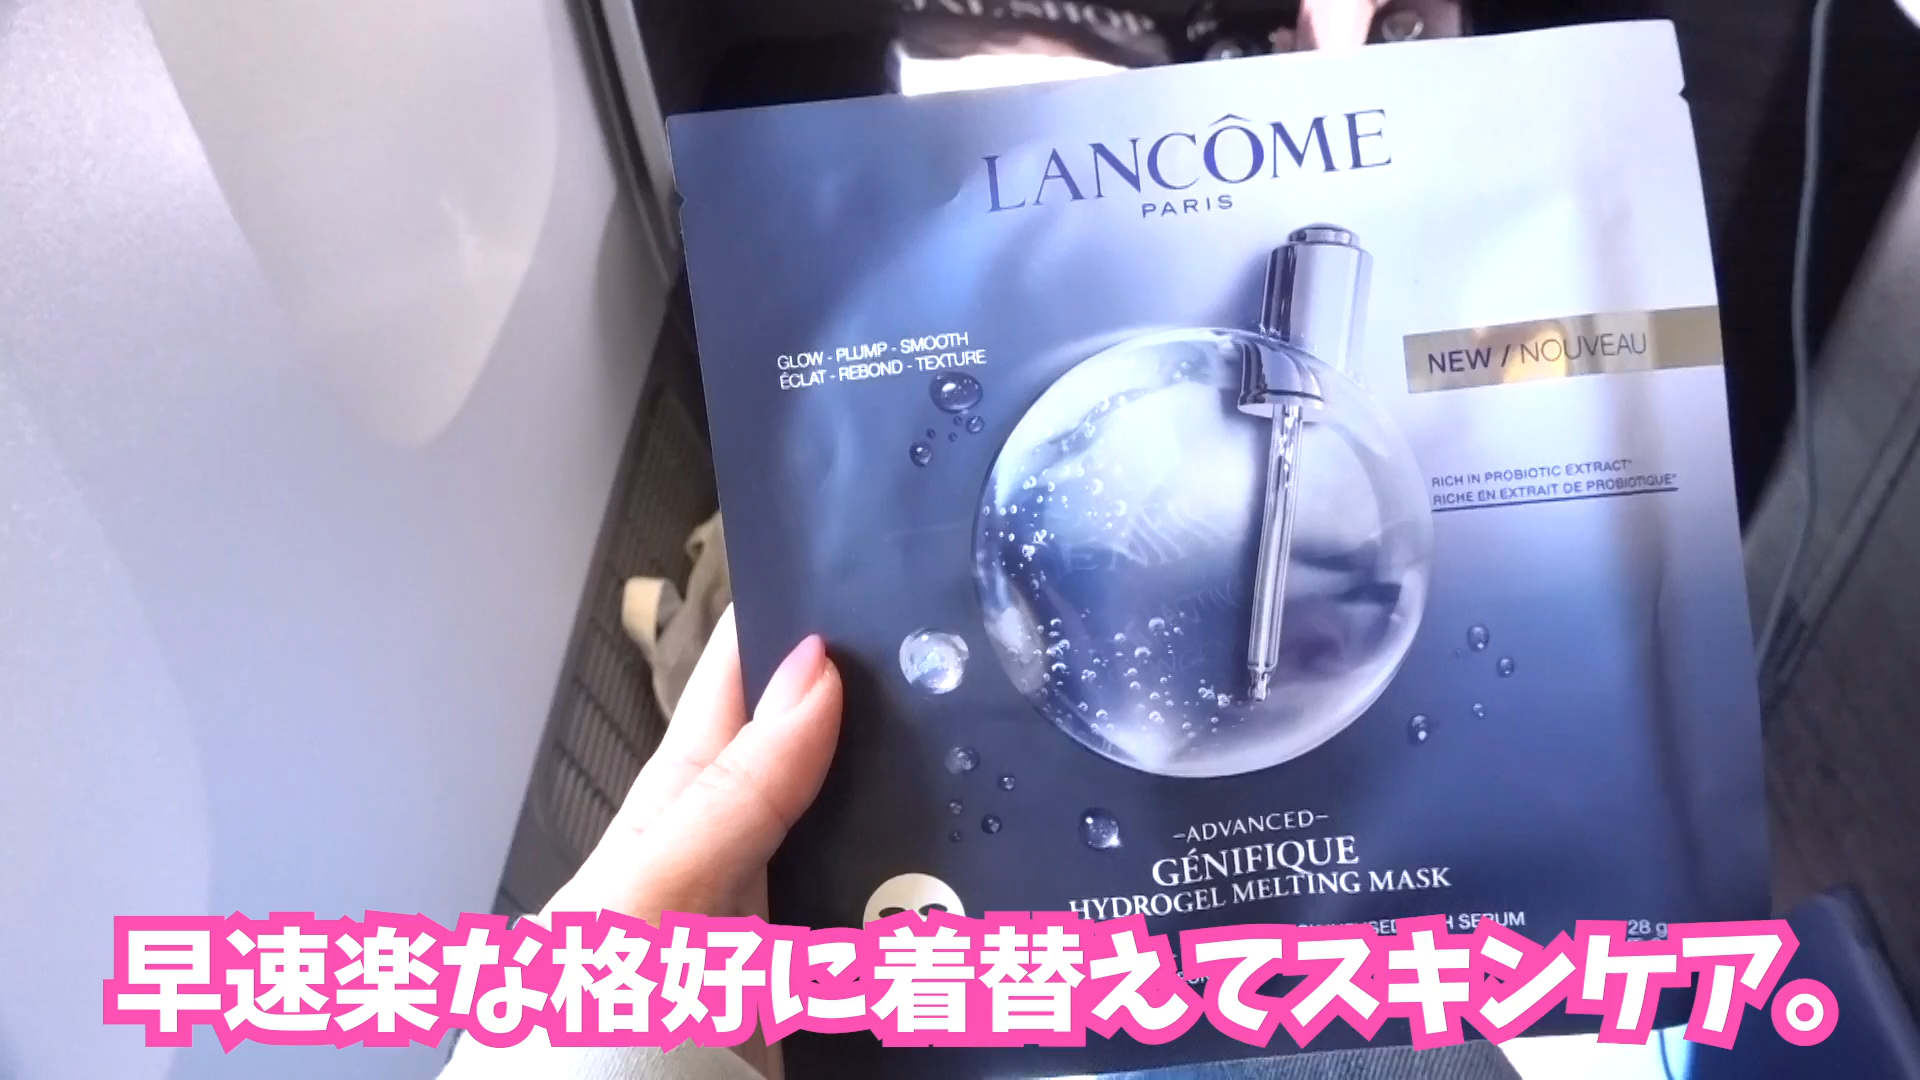 LANCÔME
PARIS
GLOW - PLUMP - SMOOTH
ÉCLAT - REBOND - TEXTURE
NEW / NOUVEAU
RICH IN PROBIOTIC EXTRACT*
RICHE EN EXTRAIT DE PROBIOTIQUE*
-ADVANCED-
GÉNIFIQUE
HYDROGEL MELTING MASK
SERUM
28 g
早速楽な格好に着替えてスキンケア。